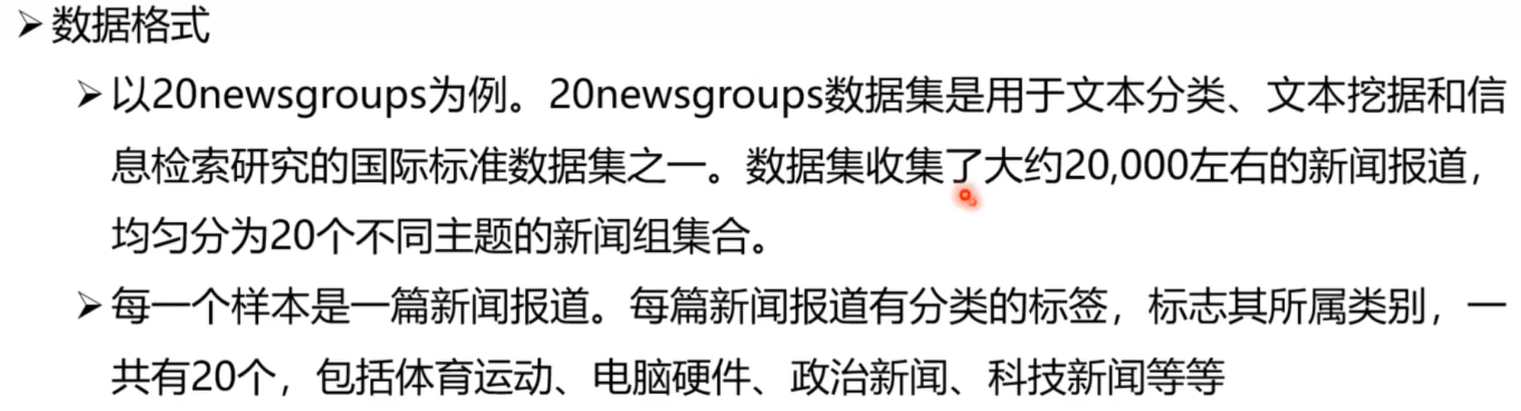 数据格式
以20newsgroups为例。20newsgroups数据集是用于文本分类、文本挖掘和信
息检索研究的国际标准数据集之一。数据集收集了大约20,000左右的新闻报道，
均匀分为20个不同主题的新闻组集合。
每一个样本是一篇新闻报道。每篇新闻报道有分类的标签，标志其所属类别，一
共有20个，包括体育运动、电脑硬件、政治新闻、科技新闻等等